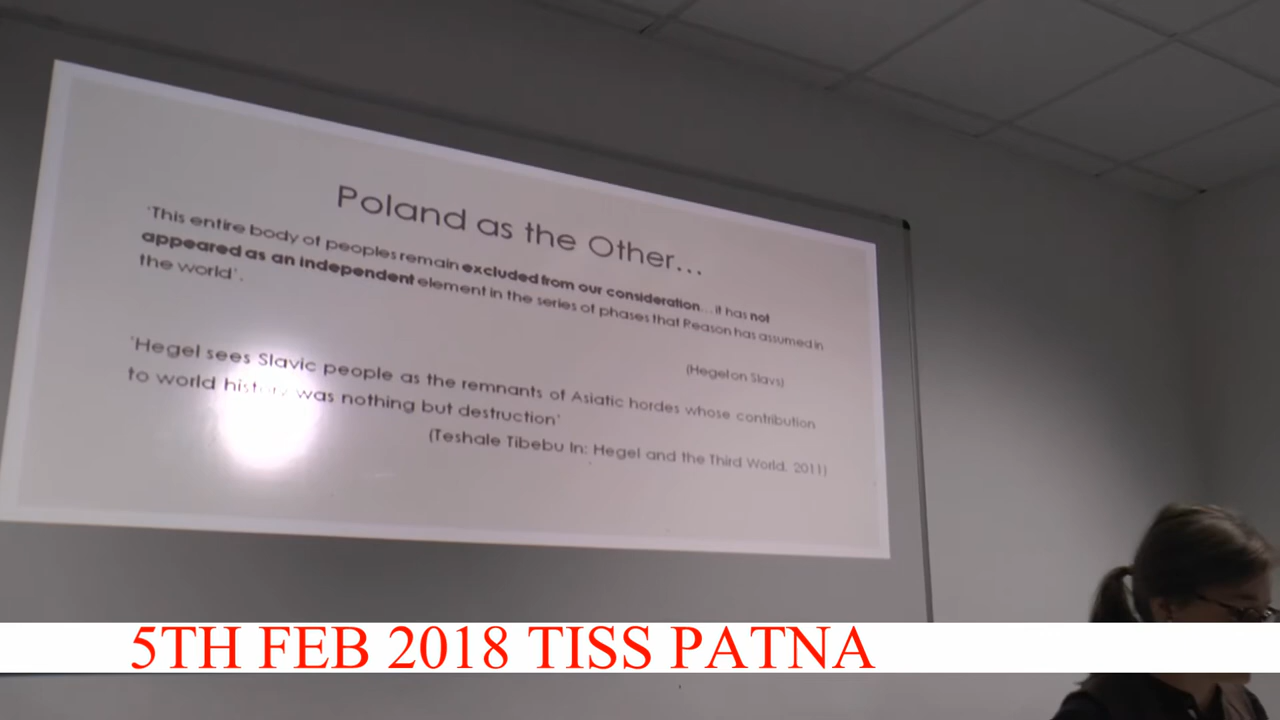 Poland as the Other...
'This entire body of peoples remain excluded from our consideration...it has not
appeared as an independent element in the series of phases that Reason has assumed in
the world'.
(Hegel on Slavs)
'Hegel sees Slavic people as the remnants of Asiatic hordes whose contribution
to world history was nothing but destruction'
(Teshale Tibebu In: Hegel and the Third World. 2011)
5TH FEB 2018 TISS PATNA